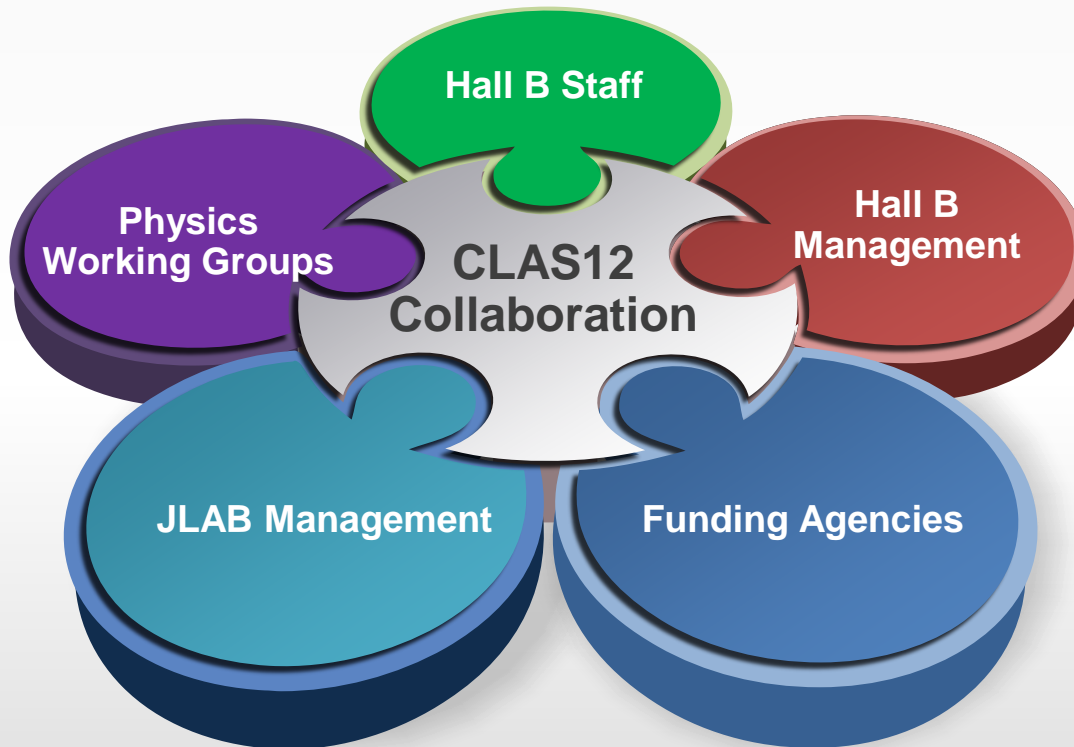 Hall B Staff
Physics
Working Groups
Hall B
Management
CLAS12
Collaboration
JLAB Management
Funding Agencies